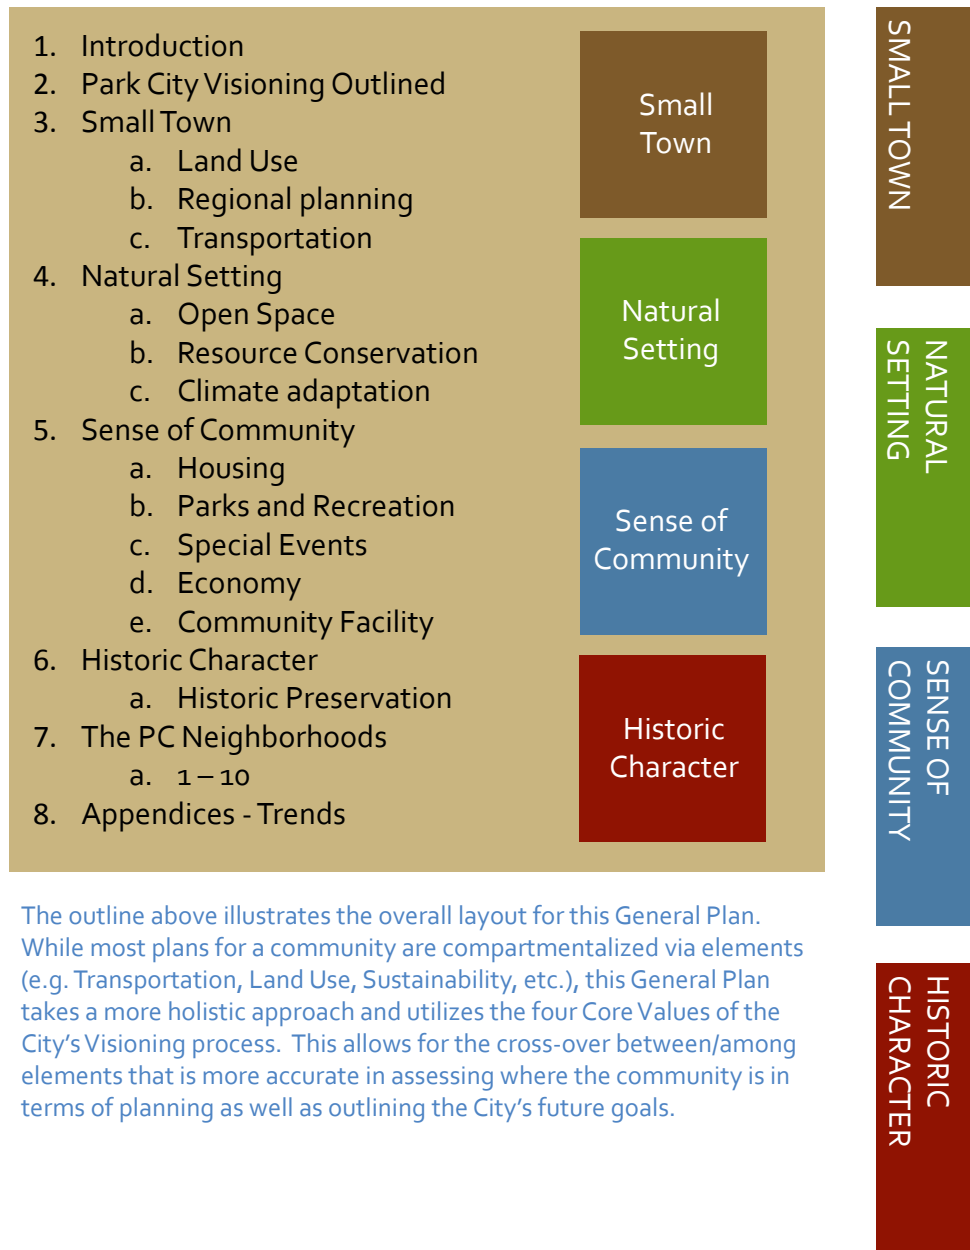 1. Introduction
2. Park City Visioning Outlined
3. Small Town
a. Land Use
b. Regional planning
c. Transportation
4. Natural Setting
a. Open Space
b. Resource Conservation
c. Climate adaptation
5. Sense of Community
a. Housing
b. Parks and Recreation
c. Special Events
d. Economy
e. Community Facility
6. Historic Character
a. Historic Preservation
7. The PC Neighborhoods
a. 1 – 10
8. Appendices - Trends
Small
Town
Natural
Setting
Sense of
Community
Historic
Character
The outline above illustrates the overall layout for this General Plan.
While most plans for a community are compartmentalized via elements
(e.g. Transportation, Land Use, Sustainability, etc.), this General Plan
takes a more holistic approach and utilizes the four Core Values of the
City’s Visioning process.  This allows for the cross-over between/among
elements that is more accurate in assessing where the community is in
terms of planning as well as outlining the City’s future goals.
SMALL TOWN
NATURAL
SETTING
SENSE OF
COMMUNITY
HISTORIC
CHARACTER